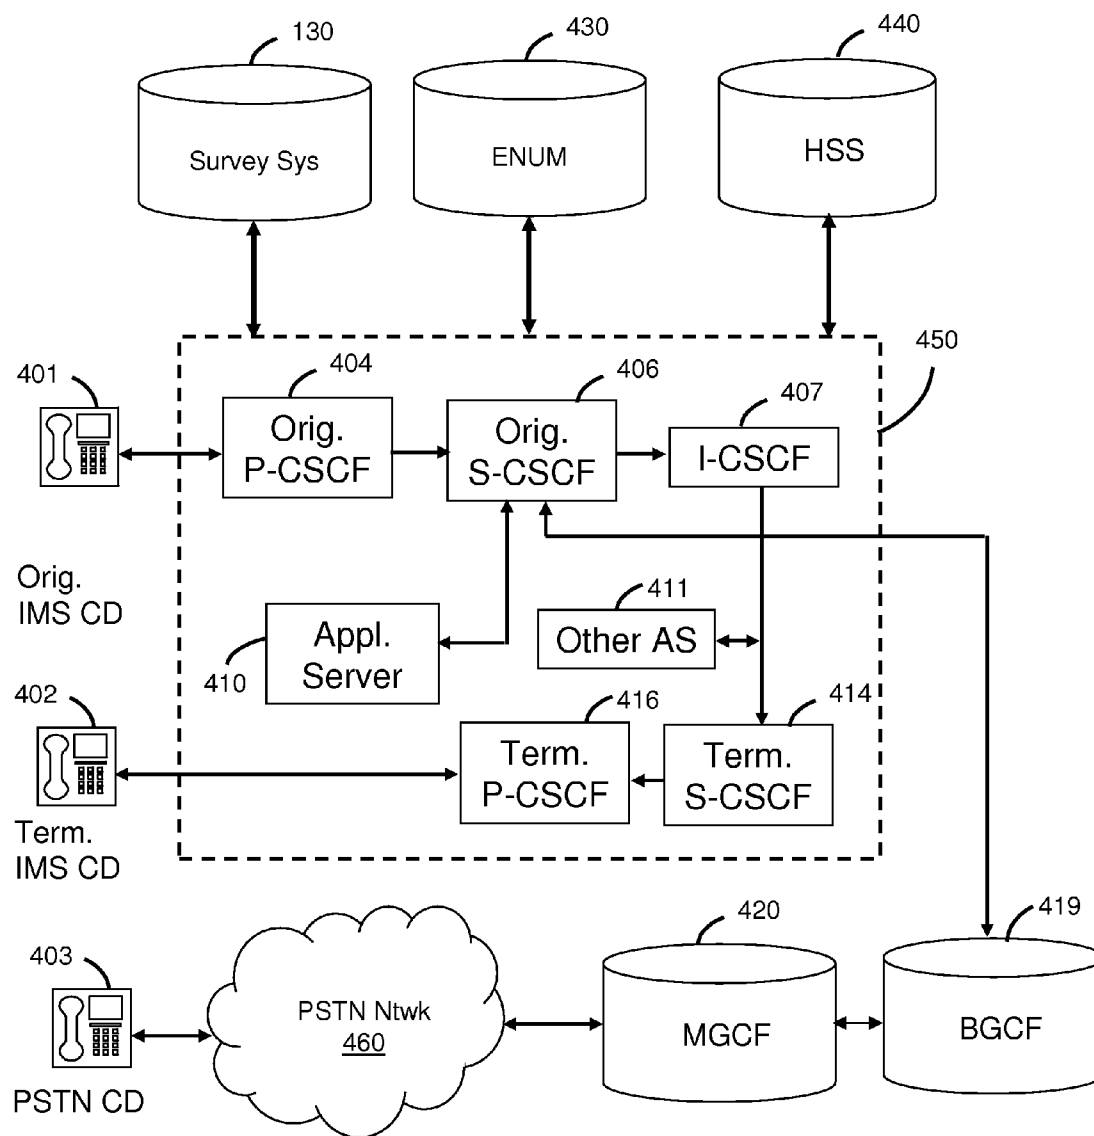 130
430
440
Survey Sys
ENUM
HSS
450
401
404
406
407
Orig.
P-CSCF
Orig.
S-CSCF
I-CSCF
Orig.
IMS CD
411
Other AS
Appl.
Server
410
402
416
414
Term.
P-CSCF
Term.
S-CSCF
Term.
IMS CD
420
419
403
PSTN Ntwk
460
MGCF
BGCF
PSTN CD